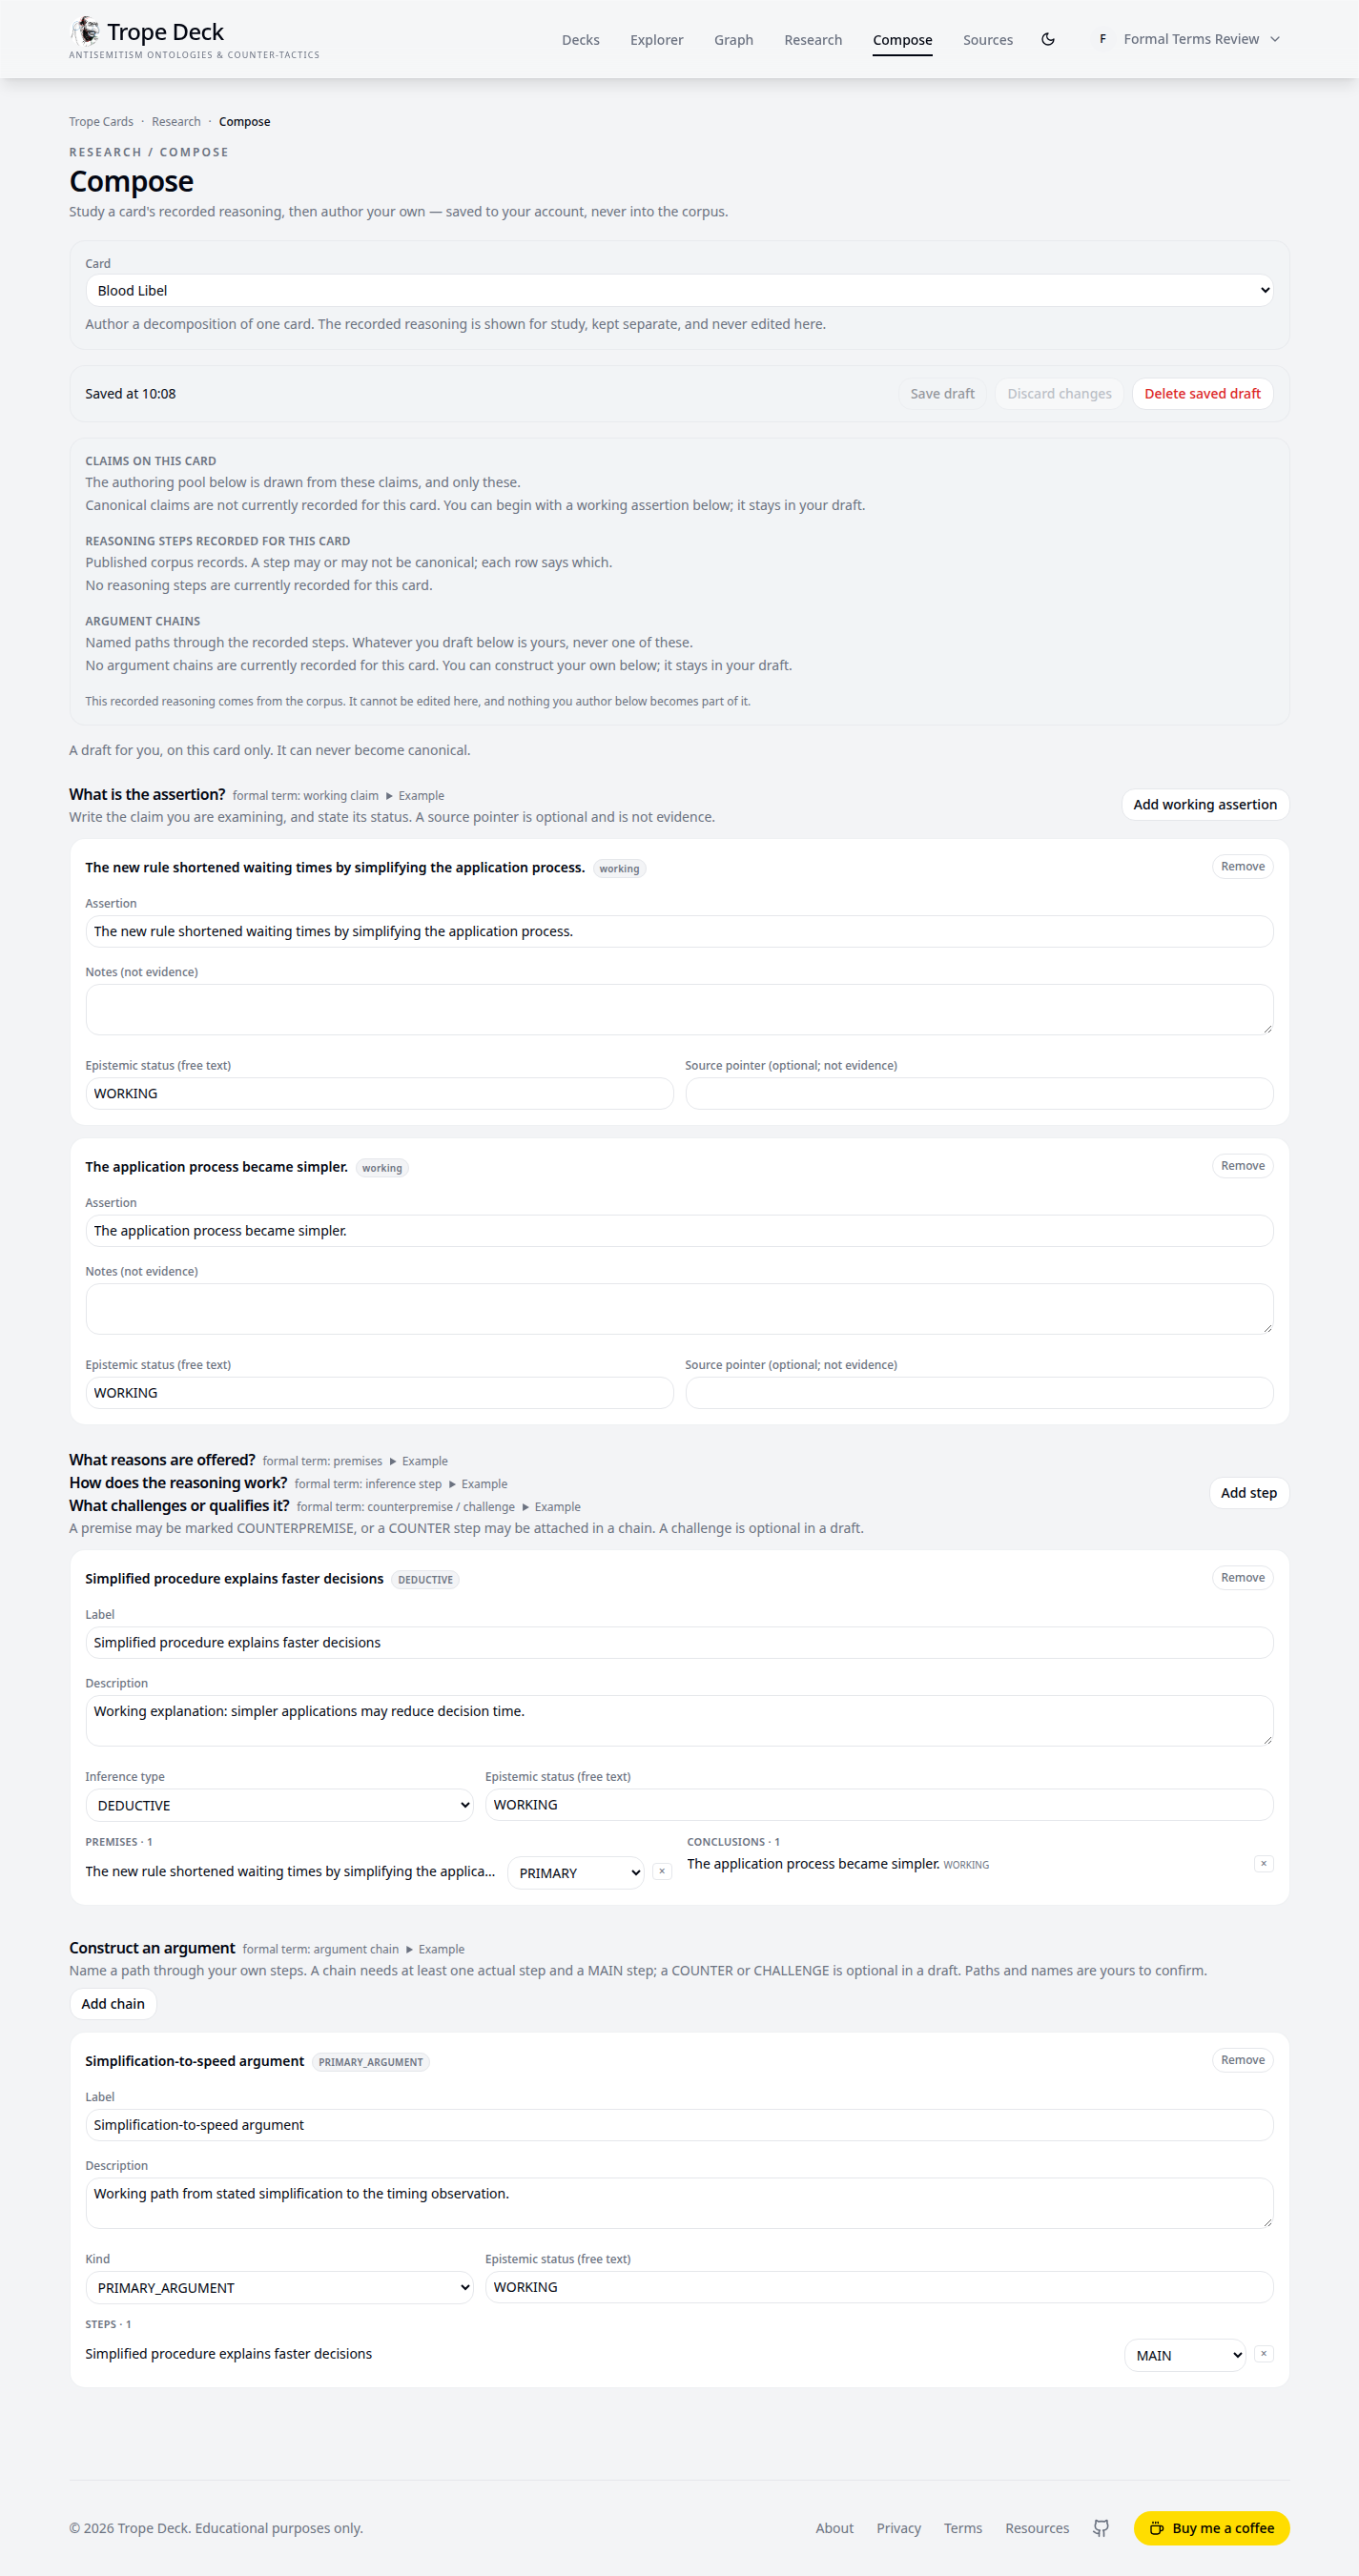 Trope Deck
ANTISEMITISM ONTOLOGIES & COUNTER-TACTICS
Decks Explorer Graph Research Compose Sources F Formal Terms Review
Trope Cards · Research · Compose
RESEARCH / COMPOSE
Compose
Study a card's recorded reasoning, then author your own — saved to your account, never into the corpus.
Card
Blood Libel
Author a decomposition of one card. The recorded reasoning is shown for study, kept separate, and never edited here.
Saved at 10:08 Save draft Discard changes Delete saved draft
CLAIMS ON THIS CARD
The authoring pool below is drawn from these claims, and only these.
Canonical claims are not currently recorded for this card. You can begin with a working assertion below; it stays in your draft.
REASONING STEPS RECORDED FOR THIS CARD
Published corpus records. A step may or may not be canonical; each row says which.
No reasoning steps are currently recorded for this card.
ARGUMENT CHAINS
Named paths through the recorded steps. Whatever you draft below is yours, never one of these.
No argument chains are currently recorded for this card. You can construct your own below; it stays in your draft.
This recorded reasoning comes from the corpus. It cannot be edited here, and nothing you author below becomes part of it.
A draft for you, on this card only. It can never become canonical.
What is the assertion? formal term: working claim ▶ Example
Write the claim you are examining, and state its status. A source pointer is optional and is not evidence.
Add working assertion
The new rule shortened waiting times by simplifying the application process. working Remove
Assertion
The new rule shortened waiting times by simplifying the application process.
Notes (not evidence)
Epistemic status (free text) Source pointer (optional; not evidence)
WORKING
The application process became simpler. working Remove
Assertion
The application process became simpler.
Notes (not evidence)
Epistemic status (free text) Source pointer (optional; not evidence)
WORKING
What reasons are offered? formal term: premises ▶ Example
How does the reasoning work? formal term: inference step ▶ Example
What challenges or qualifies it? formal term: counterpremise / challenge ▶ Example
A premise may be marked COUNTERPREMISE, or a COUNTER step may be attached in a chain. A challenge is optional in a draft.
Add step
Simplified procedure explains faster decisions DEDUCTIVE Remove
Label
Simplified procedure explains faster decisions
Description
Working explanation: simpler applications may reduce decision time.
Inference type Epistemic status (free text)
DEDUCTIVE WORKING
PREMISES · 1 CONCLUSIONS · 1
The new rule shortened waiting times by simplifying the applica... PRIMARY × The application process became simpler. WORKING ×
Construct an argument formal term: argument chain ▶ Example
Name a path through your own steps. A chain needs at least one actual step and a MAIN step; a COUNTER or CHALLENGE is optional in a draft. Paths and names are yours to confirm.
Add chain
Simplification-to-speed argument PRIMARY_ARGUMENT Remove
Label
Simplification-to-speed argument
Description
Working path from stated simplification to the timing observation.
Kind Epistemic status (free text)
PRIMARY_ARGUMENT WORKING
STEPS · 1
Simplified procedure explains faster decisions MAIN ×
© 2026 Trope Deck. Educational purposes only. About Privacy Terms Resources Buy me a coffee